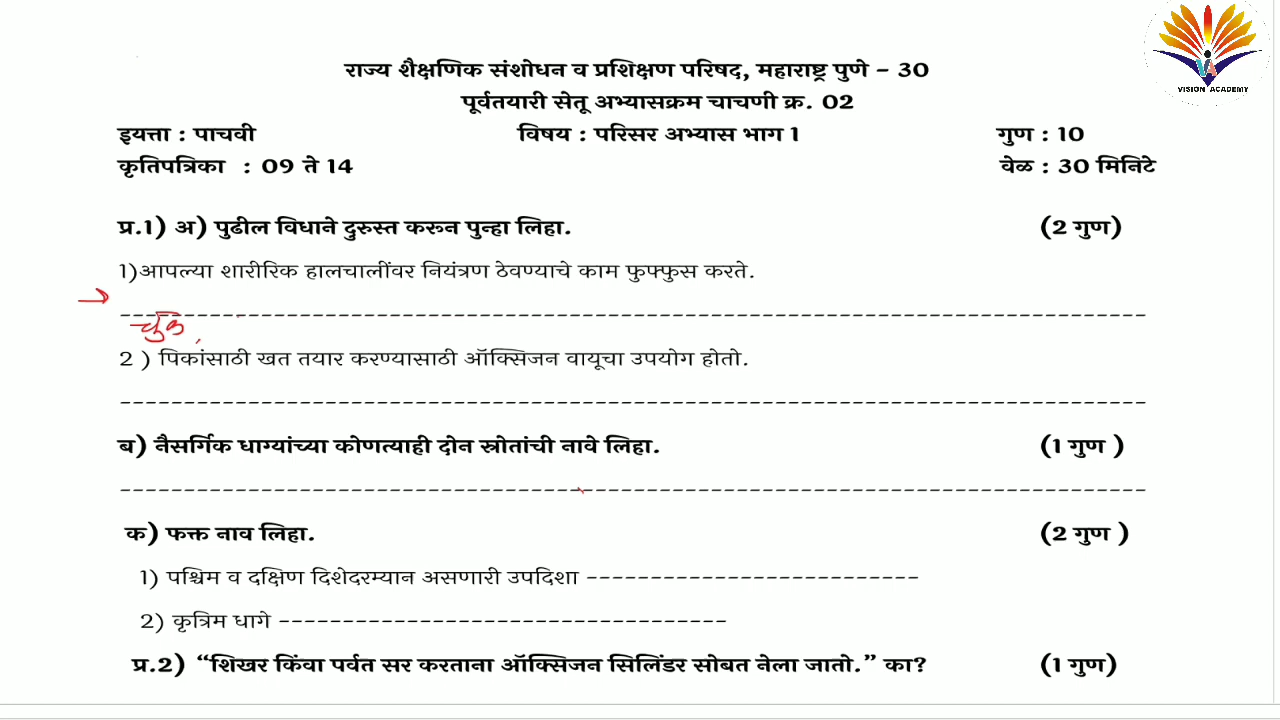 VISION ACADEMY
राज्य शैक्षणिक संशोधन व प्रशिक्षण परिषद, महाराष्ट्र पुणे – 30
पूर्वतयारी सेतू अभ्यासक्रम चाचणी क्र. 02
इयत्ता : पाचवी विषय : परिसर अभ्यास भाग 1 गुण : 10
कृतिपत्रिका : 09 ते 14 वेळ : 30 मिनिटे
प्र.1) अ) पुढील विधाने दुरुस्त करून पुन्हा लिहा. (2 गुण)
1)आपल्या शारीरिक हालचालींवर नियंत्रण ठेवण्याचे काम फुफ्फुस करते.
चुक
2 ) पिकांसाठी खत तयार करण्यासाठी ऑक्सिजन वायूचा उपयोग होतो.
ब) नैसर्गिक धाग्यांच्या कोणत्याही दोन स्रोतांची नावे लिहा. (1 गुण )
क) फक्त नाव लिहा. (2 गुण )
1) पश्चिम व दक्षिण दिशेदरम्यान असणारी उपदिशा --------------------------
2) कृत्रिम धागे -----------------------------------
प्र.2) “शिखर किंवा पर्वत सर करताना ऑक्सिजन सिलिंडर सोबत नेला जातो.” का? (1 गुण)